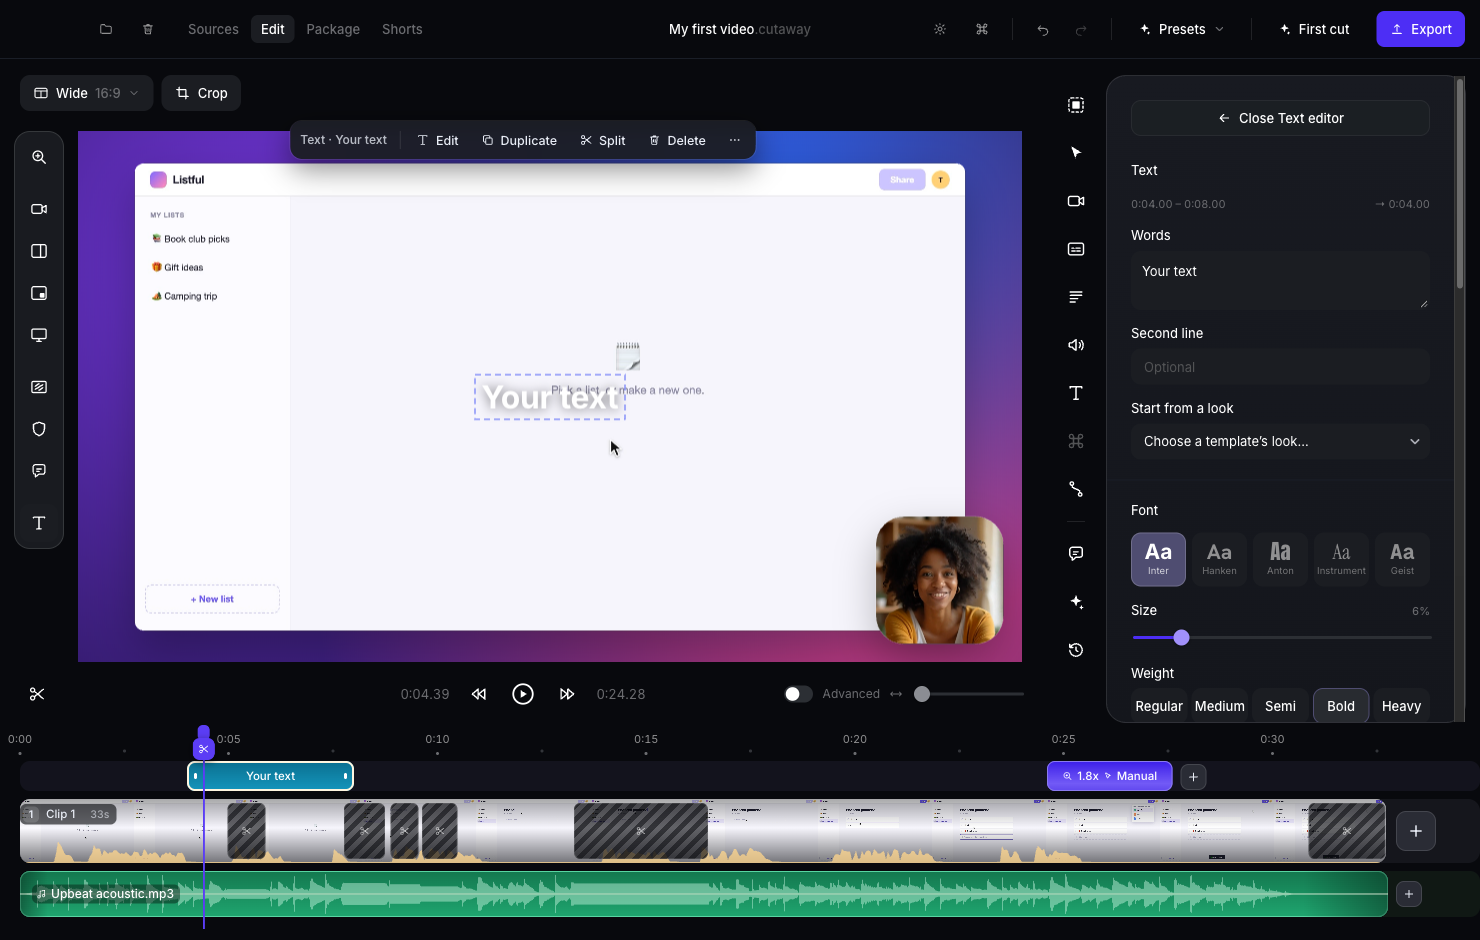 Sources Edit Package Shorts
My first video.cutaway
Presets First cut Export
Wide 16:9 Crop
Text · Your text Edit Duplicate Split Delete ···
Listful
Share T
MY LISTS
Book club picks
Gift ideas
Camping trip
+ New list
Pick a list, or make a new one.
Your text
Close Text editor
Text
0:04.00 – 0:08.00 → 0:04.00
Words
Your text
Second line
Optional
Start from a look
Choose a template's look...
Font
Aa Aa Aa Aa Aa
Inter Hanken Anton Instrument Geist
Size 6%
Weight
Regular Medium Semi Bold Heavy
0:04.39 0:24.28 Advanced
0:00 0:05 0:10 0:15 0:20 0:25 0:30
Your text 1.8x Manual
1 Clip 1 33s
Upbeat acoustic.mp3